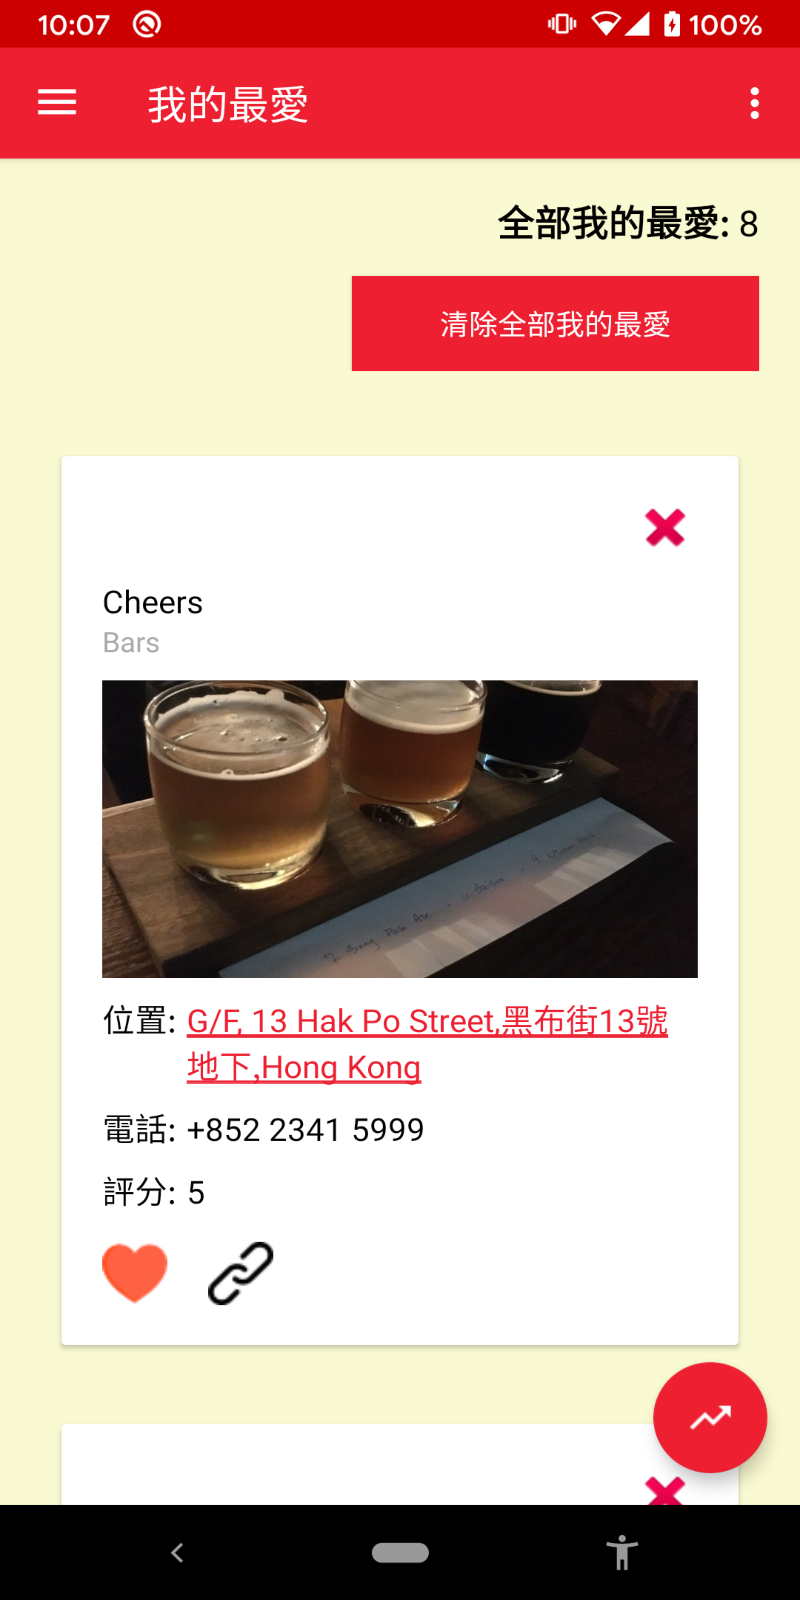 10:07
100%
我的最愛
全部我的最愛: 8
清除全部我的最愛
Cheers
Bars
位置: G/F, 13 Hak Po Street,黑布街13號
地下,Hong Kong
電話: +852 2341 5999
評分: 5